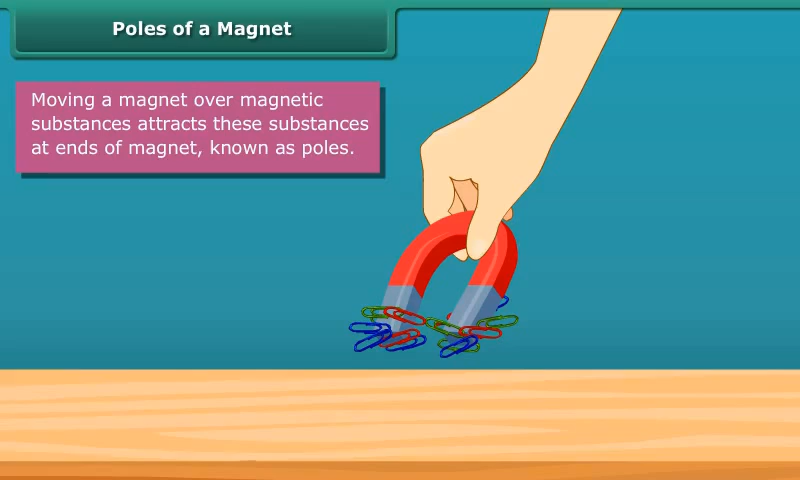 Poles of a Magnet
Moving a magnet over magnetic
substances attracts these substances
at ends of magnet, known as poles.